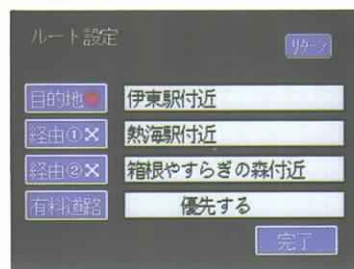 ルート設定
リターン
目的地 伊東駅付近
経由①× 熱海駅付近
経由②× 箱根やすらぎの森付近
有料道路 優先する
完了